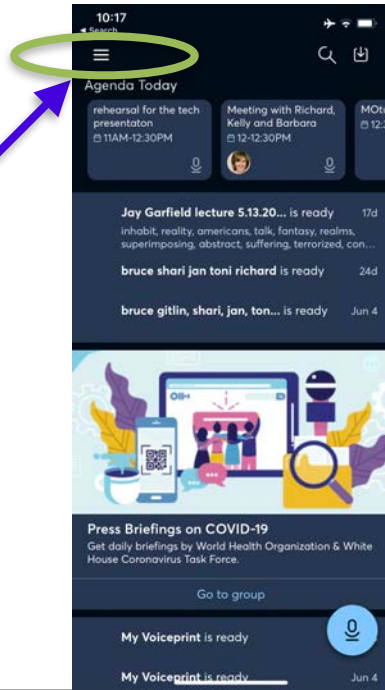 10:17
◀ Search
Agenda Today
rehearsal for the tech
presentaton
11AM-12:30PM
Meeting with Richard,
Kelly and Barbara
12-12:30PM
Jay Garfield lecture 5.13.20... is ready 17d
inhabit, reality, americans, talk, fantasy, realms,
superimposing, abstract, suffering, terrorized, con...
bruce shari jan toni richard is ready 24d
bruce gitlin, shari, jan, ton... is ready Jun 4
Press Briefings on COVID-19
Get daily briefings by World Health Organization & White
House Coronavirus Task Force.
Go to group
My Voiceprint is ready
My Voiceprint is ready Jun 4